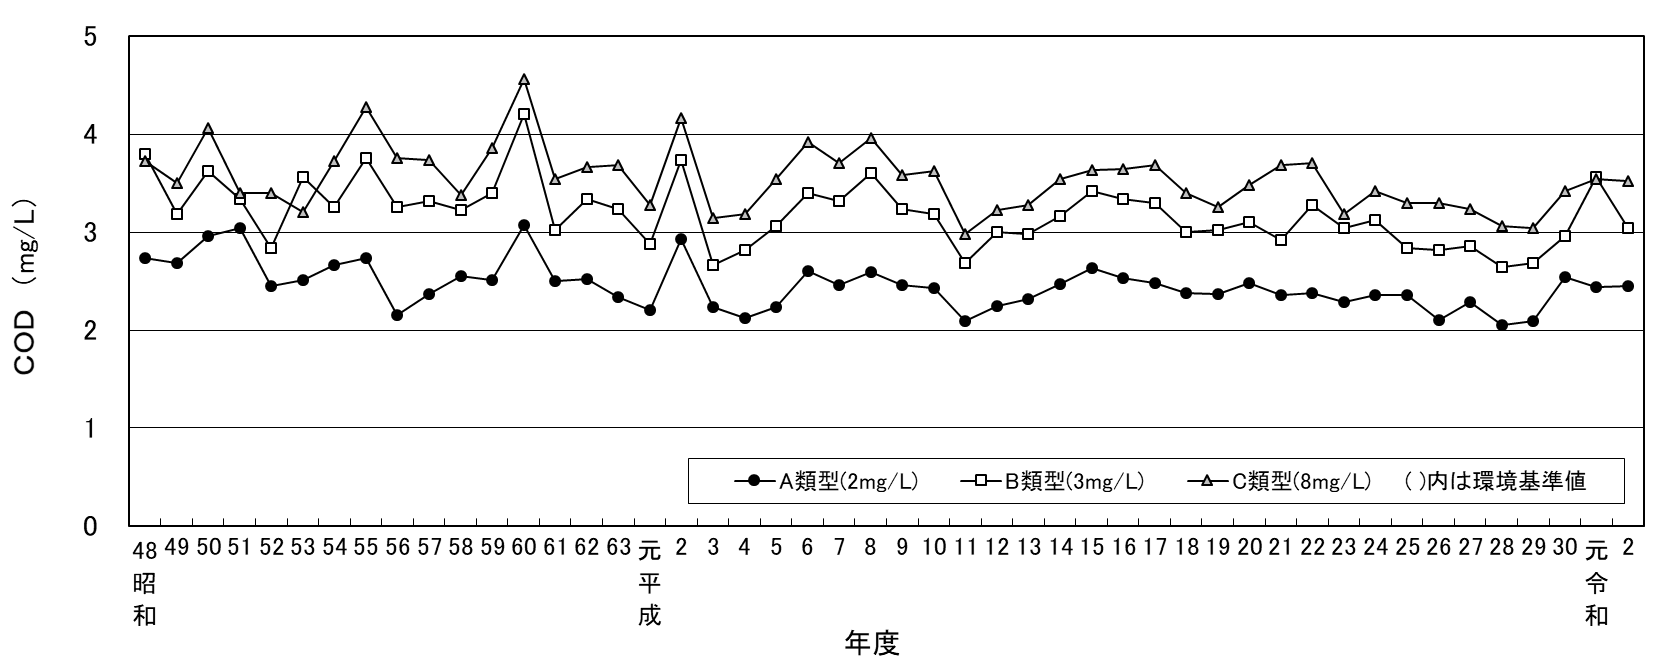 COD (mg/L)
5
4
3
2
1
0
A類型(2mg/L) B類型(3mg/L) C類型(8mg/L) ( )内は環境基準値
48 49 50 51 52 53 54 55 56 57 58 59 60 61 62 63 元 2 3 4 5 6 7 8 9 10 11 12 13 14 15 16 17 18 19 20 21 22 23 24 25 26 27 28 29 30 元 2
昭和 平成 令和
年度